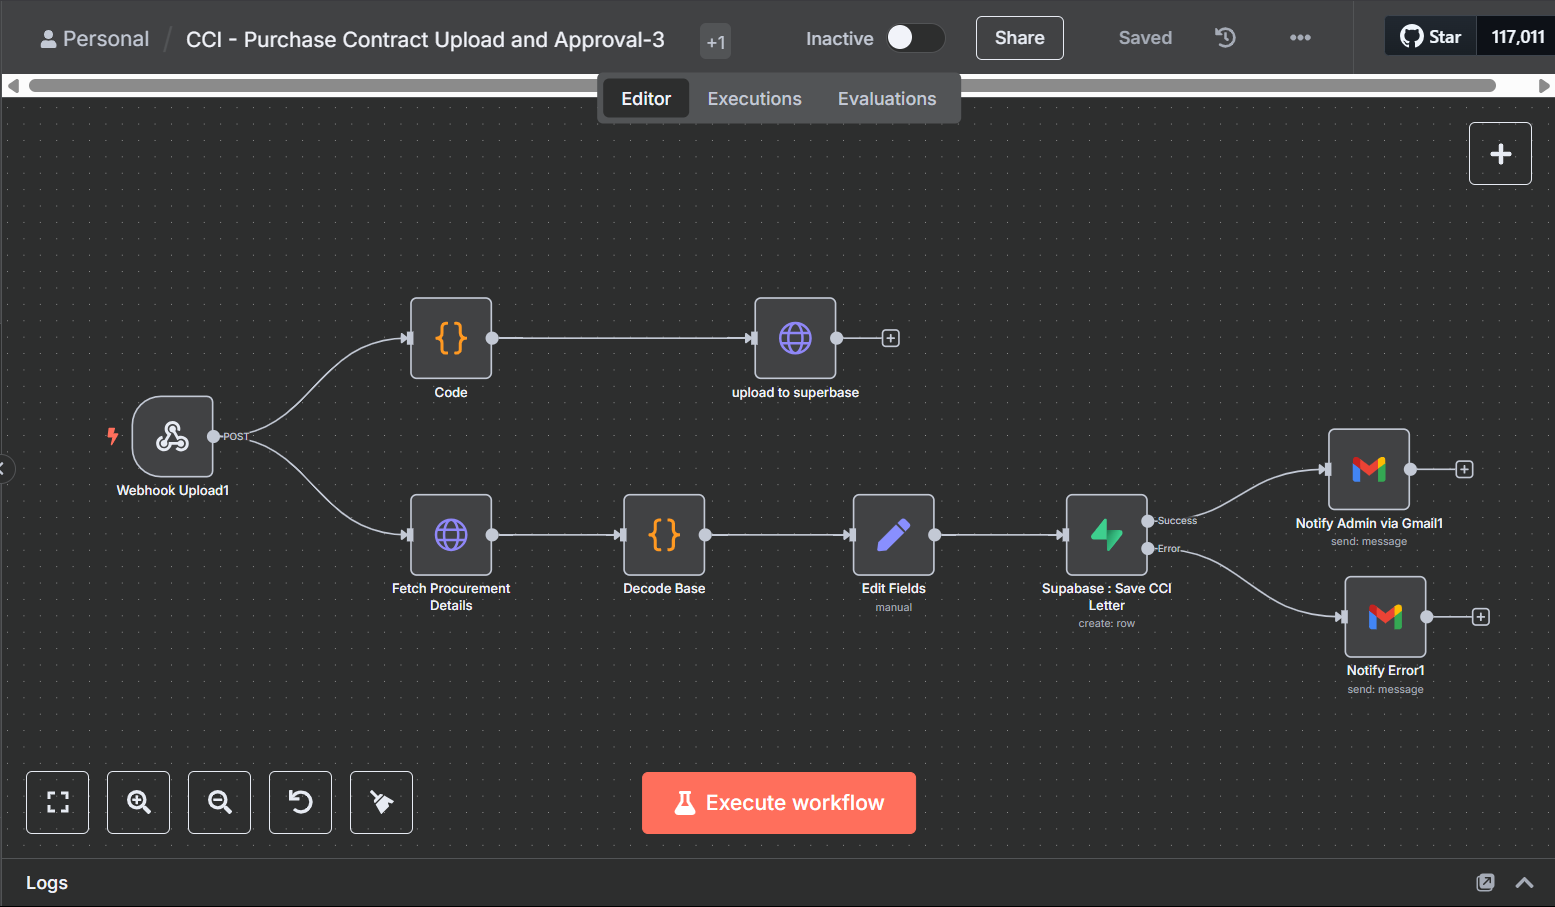 Personal / CCI - Purchase Contract Upload and Approval-3 +1 Inactive Share Saved Star 117,011
Editor Executions Evaluations
Code
upload to superbase
POST
Webhook Upload1
Success
Notify Admin via Gmail1
send: message
Error
Fetch Procurement
Details
Decode Base
Edit Fields
manual
Supabase : Save CCI
Letter
create: row
Notify Error1
send: message
Execute workflow
Logs